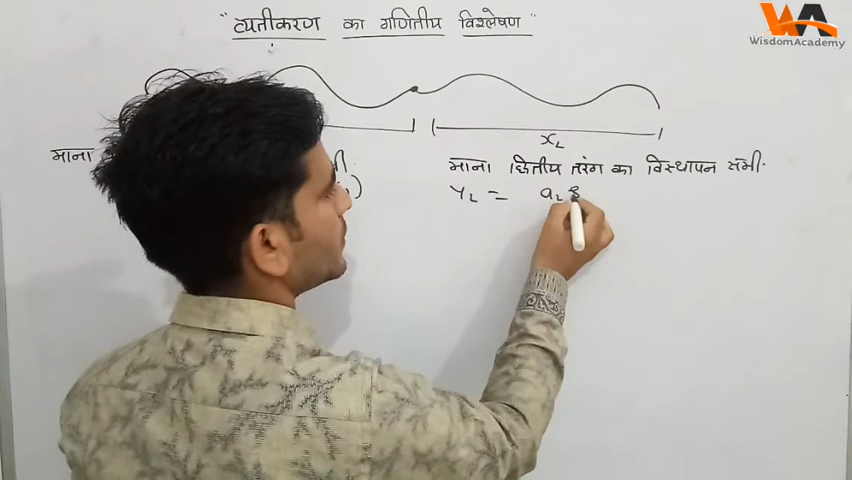 "व्यतीकरण का गणितीय विश्लेषण"
WA
WisdomAcademy
x₂
माना
माना द्वितीय तरंग का विस्थापन समी.
)
y₂ = a₂ s